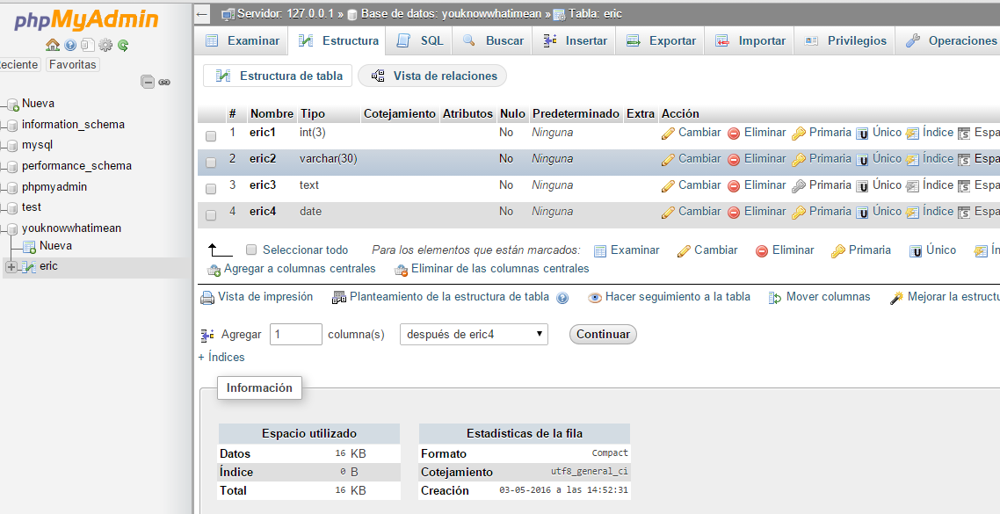 phpMyAdmin
Reciente Favoritas
Nueva
information_schema
mysql
performance_schema
phpmyadmin
test
youknowwhatimean
Nueva
eric
← Servidor: 127.0.0.1 » Base de datos: youknowwhatimean » Tabla: eric
Examinar Estructura SQL Buscar Insertar Exportar Importar Privilegios Operaciones
Estructura de tabla Vista de relaciones
# Nombre Tipo Cotejamiento Atributos Nulo Predeterminado Extra Acción
1 eric1 int(3) No Ninguna Cambiar Eliminar Primaria Único Índice Espa
2 eric2 varchar(30) No Ninguna Cambiar Eliminar Primaria Único Índice Espa
3 eric3 text No Ninguna Cambiar Eliminar Primaria Único Índice Espa
4 eric4 date No Ninguna Cambiar Eliminar Primaria Único Índice Espa
Seleccionar todo Para los elementos que están marcados: Examinar Cambiar Eliminar Primaria Único Ín
Agregar a columnas centrales Eliminar de las columnas centrales
Vista de impresión Planteamiento de la estructura de tabla Hacer seguimiento a la tabla Mover columnas Mejorar la estructu
Agregar 1 columna(s) después de eric4 Continuar
+ Índices
Información
Espacio utilizado
Datos 16 KB
Índice 0 B
Total 16 KB
Estadísticas de la fila
Formato Compact
Cotejamiento utf8_general_ci
Creación 03-05-2016 a las 14:52:31